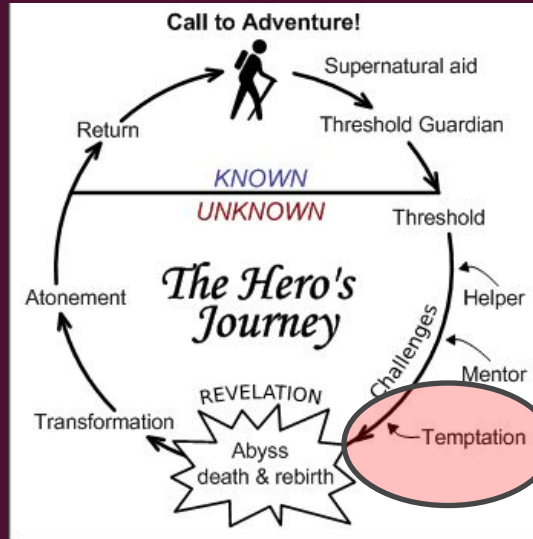 Call to Adventure!
Supernatural aid
Threshold Guardian
Return
KNOWN
UNKNOWN
Threshold
The Hero's
Journey
Helper
Challenges
Mentor
Atonement
REVELATION
Temptation
Transformation
Abyss
death & rebirth